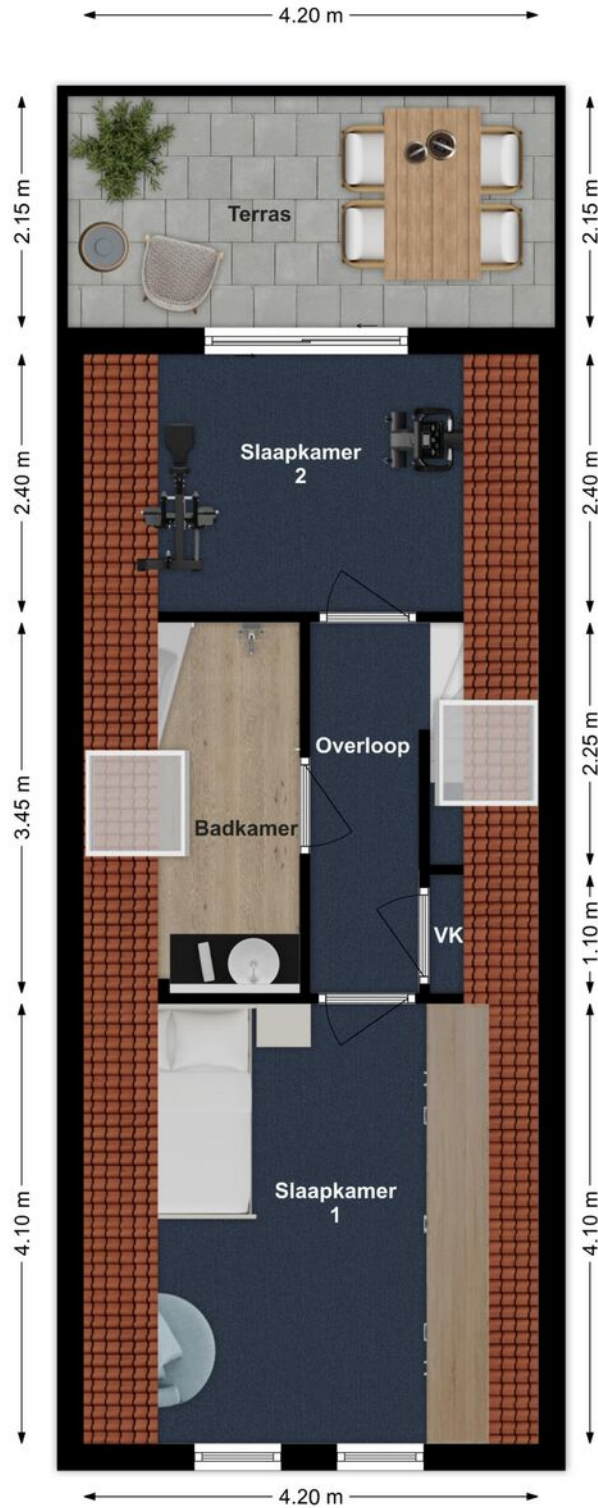 4.20 m
2.15 m
2.15 m
Terras
2.40 m
2.40 m
Slaapkamer
2
Overloop
2.25 m
3.45 m
Badkamer
VK
1.10 m
4.10 m
4.10 m
Slaapkamer
1
4.20 m